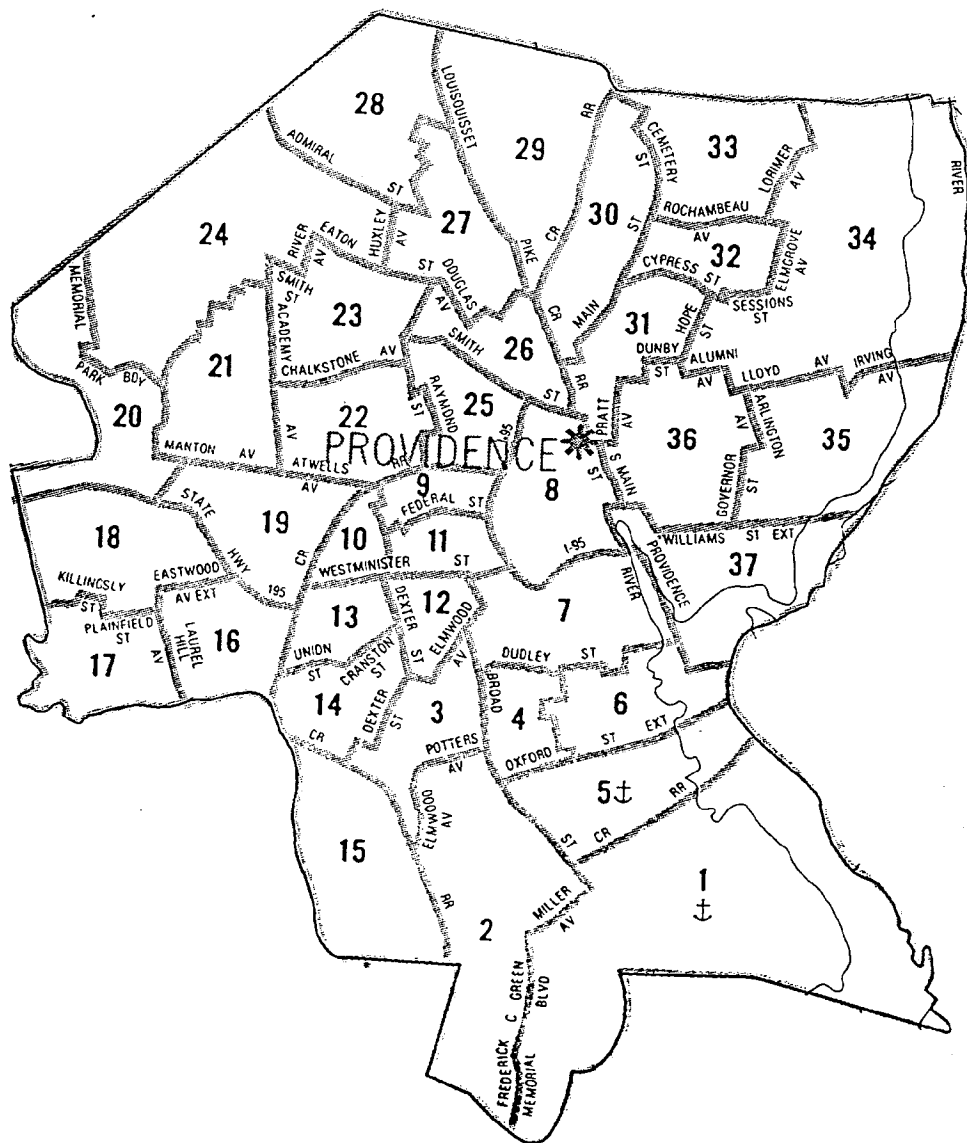 28
LOUISQUISSET
29
RR
CEMETERY
ST
33
LORIMER
AV
RIVER
ADMIRAL
ST
24
RIVER
AV
EATON
HUXLEY
AV
27
ST
PIKE
CR
30
ST
ROCHAMBEAU
AV
32
ELMGROVE
AV
34
CYPRESS ST
SESSIONS
ST
MEMORIAL
PARK
BDY
SMITH
ST
ACADEMY
AV
23
DOUGLAS
AV
CR
MAIN
31
HOPE
ST
SMITH
ST
26
RR
DUNBY
ST
ALUMNI
AV
LLOYD
AV
IRVING
AV
21
CHALKSTONE AV
20
22
RAYMOND
ST
25
I-95
PRATT
AV
36
ARLINGTON
AV
35
PROVIDENCE
MANTON AV
ATWELLS
AV
RR
9
8
S MAIN
ST
GOVERNOR
ST
STATE
HWY
195
19
CR
10
FEDERAL ST
11
WILLIAMS ST EXT
18
WESTMINISTER ST
I-95
PROVIDENCE
RIVER
37
KILLINGSLY
ST
EASTWOOD
AV EXT
13
DEXTER
ST
12
ELMWOOD
AV
7
PLAINFIELD
ST
LAUREL
HILL
AV
16
17
UNION
ST
CRANSTON
ST
DUDLEY ST
14
CR
DEXTER
ST
3
BROAD
4
6
POTTERS
AV
OXFORD
ST EXT
ELMWOOD
AV
5
RR
15
ST
CR
1
RR
2
MILLER
AV
FREDERICK C GREEN
MEMORIAL BLVD